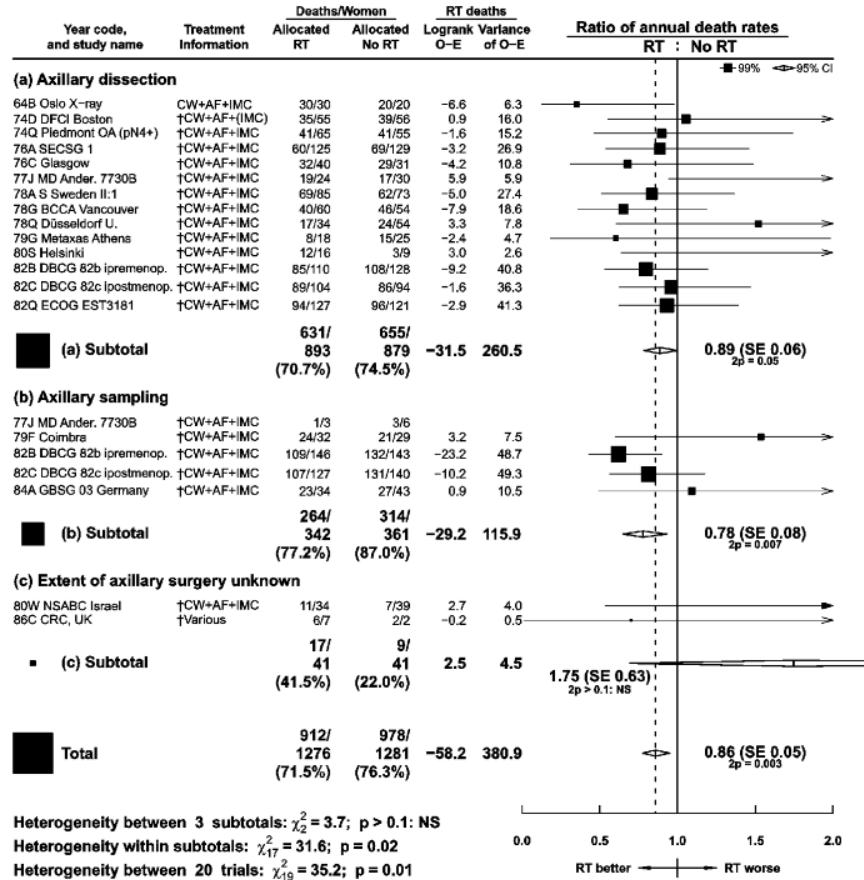 Deaths/Women RT deaths
Year code, Treatment Allocated Allocated Logrank Variance Ratio of annual death rates
and study name Information RT No RT O–E of O–E RT : No RT
99% 95% CI
(a) Axillary dissection
64B Oslo X-ray CW+AF+IMC 30/30 20/20 −6.6 6.3
74D DFCI Boston †CW+AF+(IMC) 35/55 39/56 0.9 16.0
74Q Piedmont OA (pN4+) †CW+AF+IMC 41/65 41/55 −1.6 15.2
76A SECSG 1 †CW+AF+IMC 60/125 69/129 −3.2 26.9
76C Glasgow †CW+AF+IMC 32/40 29/31 −4.2 10.8
77J MD Ander. 7730B †CW+AF+IMC 19/24 17/30 5.9 5.9
78A S Sweden II:1 †CW+AF+IMC 69/85 62/73 −5.0 27.4
78G BCCA Vancouver †CW+AF+IMC 40/60 46/54 −7.9 18.6
78Q Düsseldorf U. †CW+AF+IMC 17/34 24/54 3.3 7.8
79G Metaxas Athens †CW+AF+IMC 8/18 15/25 −2.4 4.7
80S Helsinki †CW+AF+IMC 12/16 3/9 3.0 2.6
82B DBCG 82b ipremenop. †CW+AF+IMC 85/110 108/128 −9.2 40.8
82C DBCG 82c ipostmenop. †CW+AF+IMC 89/104 86/94 −1.6 36.3
82Q ECOG EST3181 †CW+AF+IMC 94/127 96/121 −2.9 41.3
631/ 655/
(a) Subtotal 893 879 −31.5 260.5 0.89 (SE 0.06)
(70.7%) (74.5%) 2p = 0.05
(b) Axillary sampling
77J MD Ander. 7730B †CW+AF+IMC 1/3 3/6
79F Coimbra †CW+AF+IMC 24/32 21/29 3.2 7.5
82B DBCG 82b ipremenop. †CW+AF+IMC 109/146 132/143 −23.2 48.7
82C DBCG 82c ipostmenop. †CW+AF+IMC 107/127 131/140 −10.2 49.3
84A GBSG 03 Germany †CW+AF+IMC 23/34 27/43 0.9 10.5
264/ 314/
(b) Subtotal 342 361 −29.2 115.9 0.78 (SE 0.08)
(77.2%) (87.0%) 2p = 0.007
(c) Extent of axillary surgery unknown
80W NSABC Israel †CW+AF+IMC 11/34 7/39 2.7 4.0
86C CRC, UK †Various 6/7 2/2 −0.2 0.5
17/ 9/
(c) Subtotal 41 41 2.5 4.5 1.75 (SE 0.63)
(41.5%) (22.0%) 2p > 0.1: NS
912/ 978/
Total 1276 1281 −58.2 380.9 0.86 (SE 0.05)
(71.5%) (76.3%) 2p = 0.003
Heterogeneity between 3 subtotals: χ²₂ = 3.7; p > 0.1: NS
Heterogeneity within subtotals: χ²₁₇ = 31.6; p = 0.02
Heterogeneity between 20 trials: χ²₁₉ = 35.2; p = 0.01
0.0 0.5 1.0 1.5 2.0
RT better RT worse